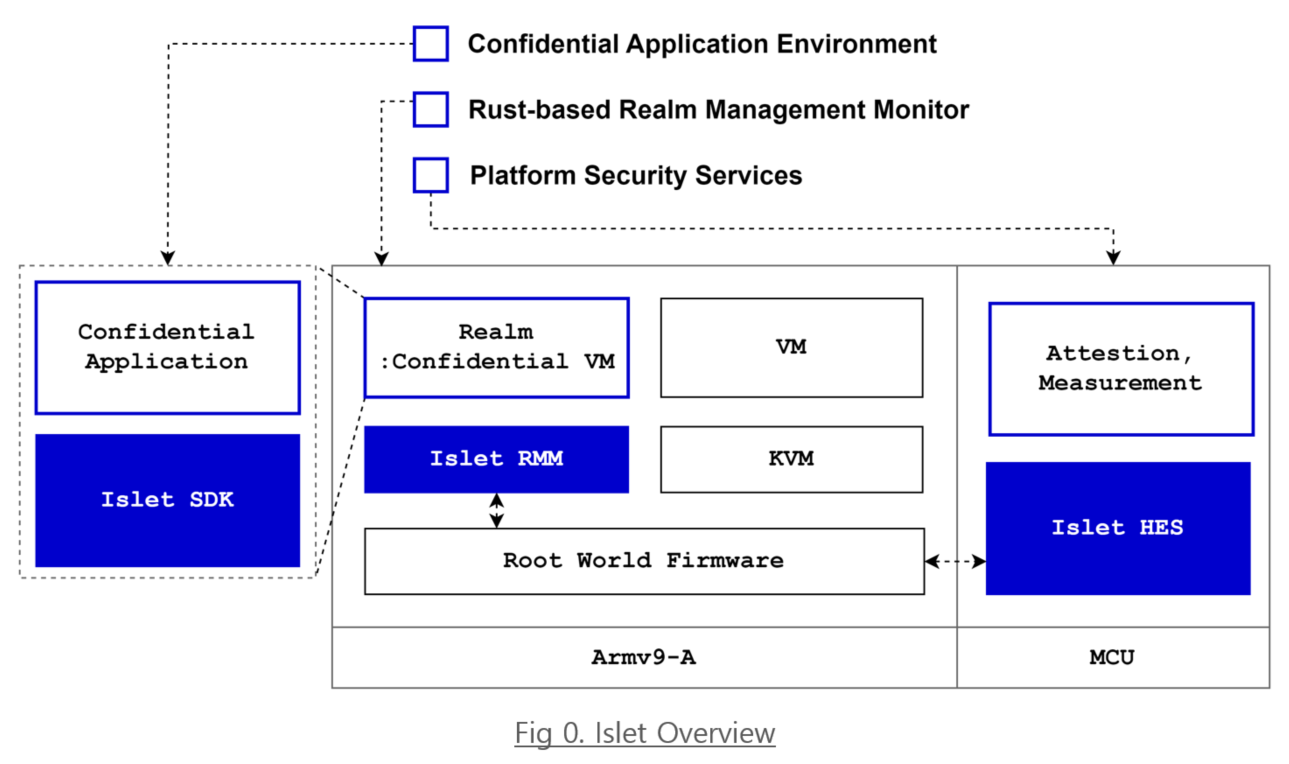 Confidential Application Environment
Rust-based Realm Management Monitor
Platform Security Services
Confidential
Application
Islet SDK
Realm
:Confidential VM
VM
Islet RMM
KVM
Root World Firmware
Attestion,
Measurement
Islet HES
Armv9-A
MCU
Fig 0. Islet Overview